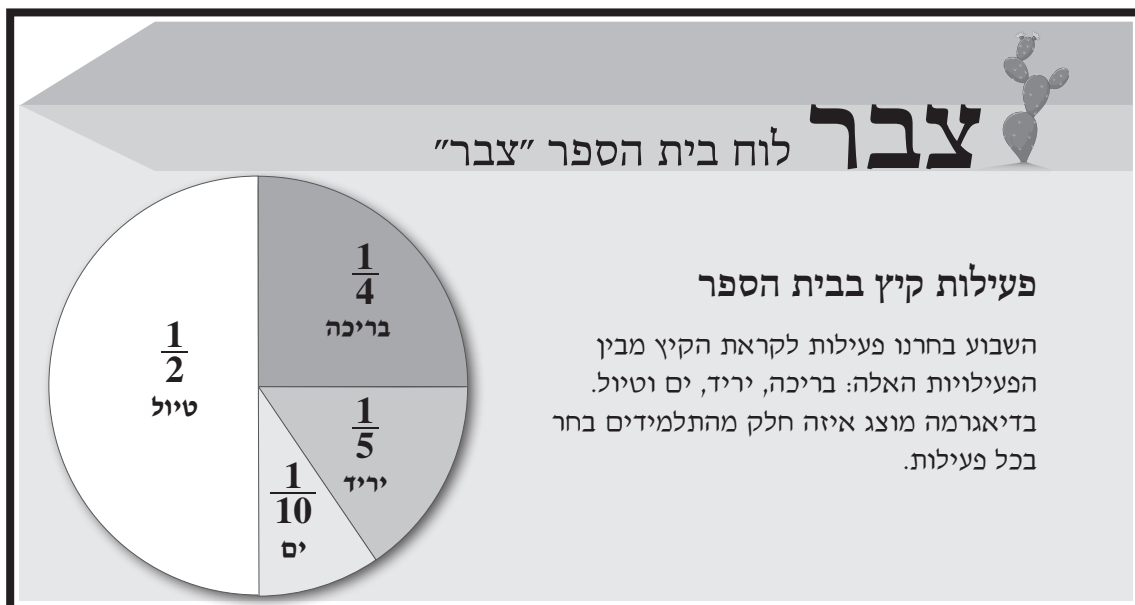 צבר
לוח בית הספר "צבר"
פעילות קיץ בבית הספר
השבוע בחרנו פעילות לקראת הקיץ מבין
הפעילויות האלה: בריכה, יריד, ים וטיול.
בדיאגרמה מוצג איזה חלק מהתלמידים בחר
בכל פעילות.
1/4
בריכה
1/2
טיול
1/5
יריד
1/10
ים